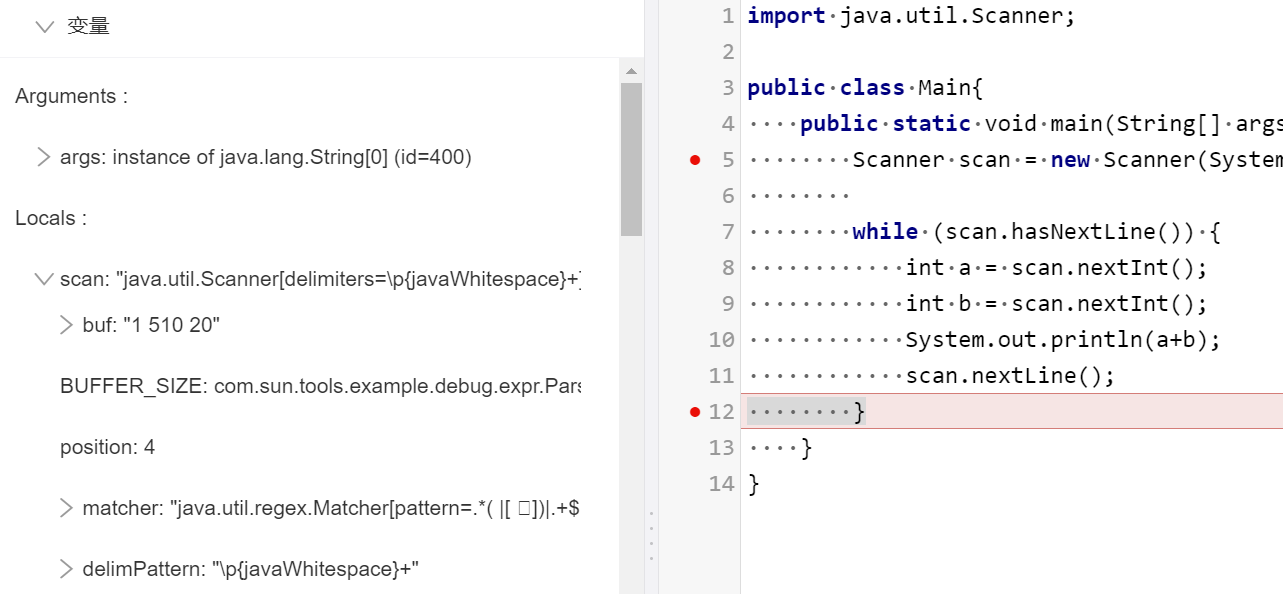 变量
Arguments :
args: instance of java.lang.String[0] (id=400)
Locals :
scan: "java.util.Scanner[delimiters=\p{javaWhitespace}+]
buf: "1 510 20"
BUFFER_SIZE: com.sun.tools.example.debug.expr.Pars
position: 4
matcher: "java.util.regex.Matcher[pattern=.*( |[ ])|.+$
delimPattern: "\p{javaWhitespace}+"
1 import·java.util.Scanner;
2
3 public·class·Main{
4 ····public·static·void·main(String[]·args
5 ········Scanner·scan·=·new·Scanner(System
6 ········
7 ········while·(scan.hasNextLine())·{
8 ············int·a·=·scan.nextInt();
9 ············int·b·=·scan.nextInt();
10 ············System.out.println(a+b);
11 ············scan.nextLine();
12 ········}
13 ····}
14 }